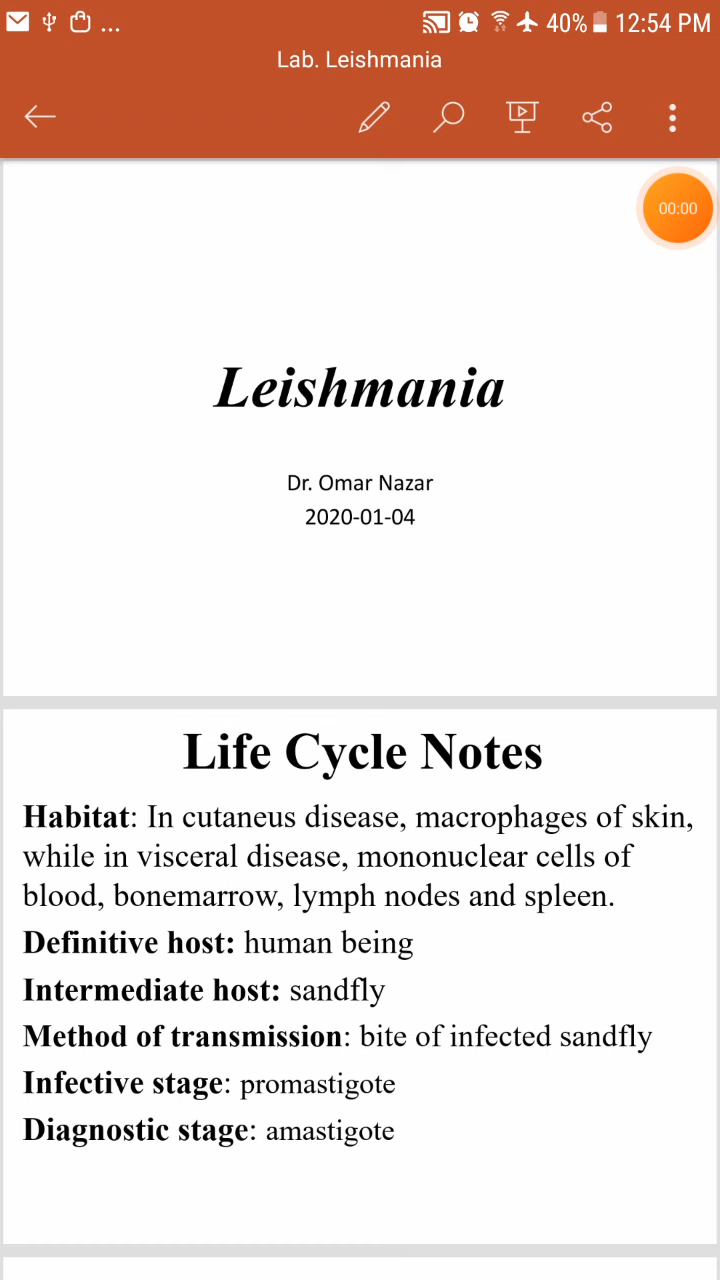 ... 40% 12:54 PM
Lab. Leishmania
00:00
Leishmania
Dr. Omar Nazar
2020-01-04
Life Cycle Notes
Habitat: In cutaneus disease, macrophages of skin,
while in visceral disease, mononuclear cells of
blood, bonemarrow, lymph nodes and spleen.
Definitive host: human being
Intermediate host: sandfly
Method of transmission: bite of infected sandfly
Infective stage: promastigote
Diagnostic stage: amastigote